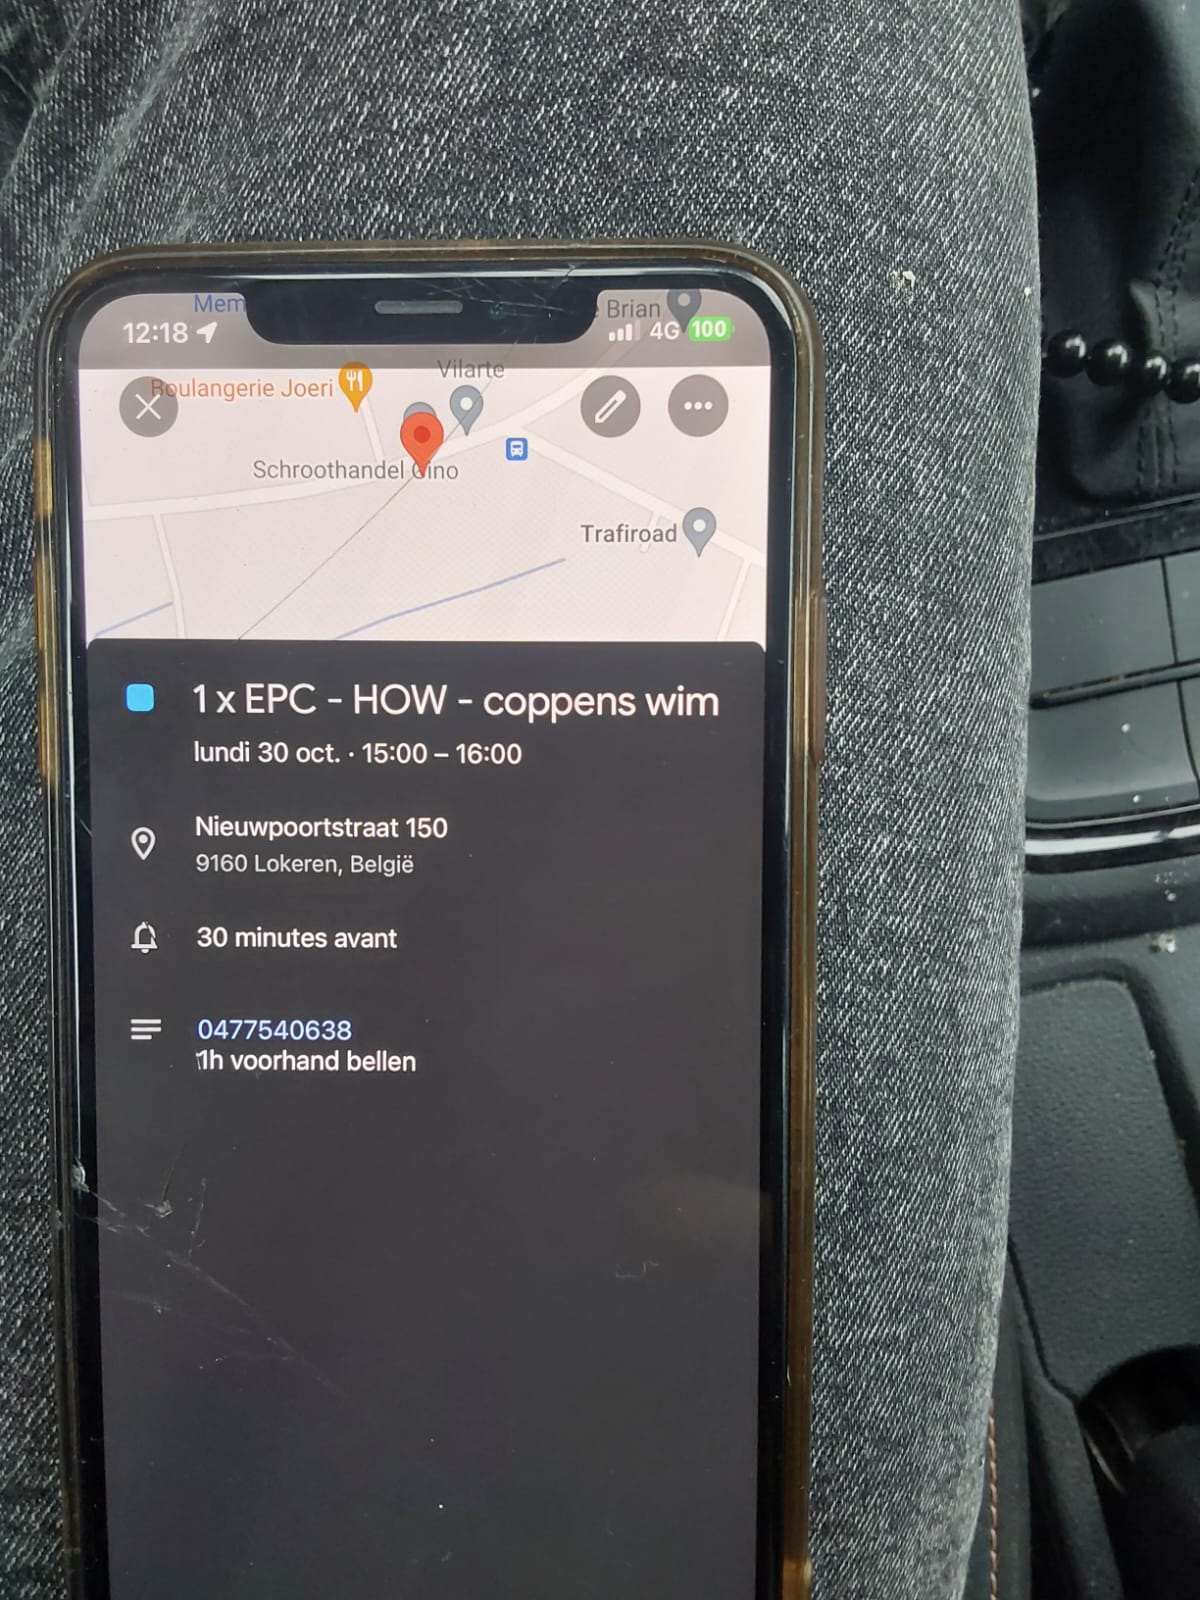 Mem
Brian
12:18
4G 100
Vilarte
Boulangerie Joeri
Schroothandel Gino
Trafiroad
1 x EPC - HOW - coppens wim
lundi 30 oct. · 15:00 – 16:00
Nieuwpoortstraat 150
9160 Lokeren, België
30 minutes avant
0477540638
1h voorhand bellen